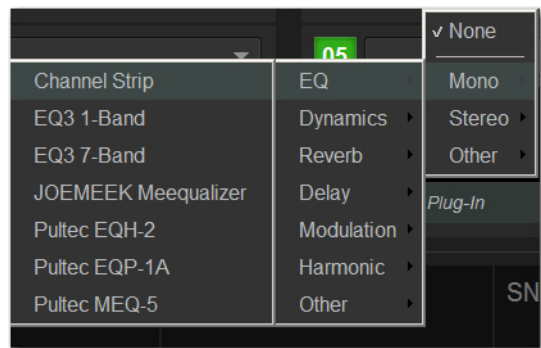 05
✓ None
Mono
Stereo
Other
EQ
Dynamics
Reverb
Delay
Modulation
Harmonic
Other
Channel Strip
EQ3 1-Band
EQ3 7-Band
JOEMEEK Meequalizer
Pultec EQH-2
Pultec EQP-1A
Pultec MEQ-5
Plug-In
SN